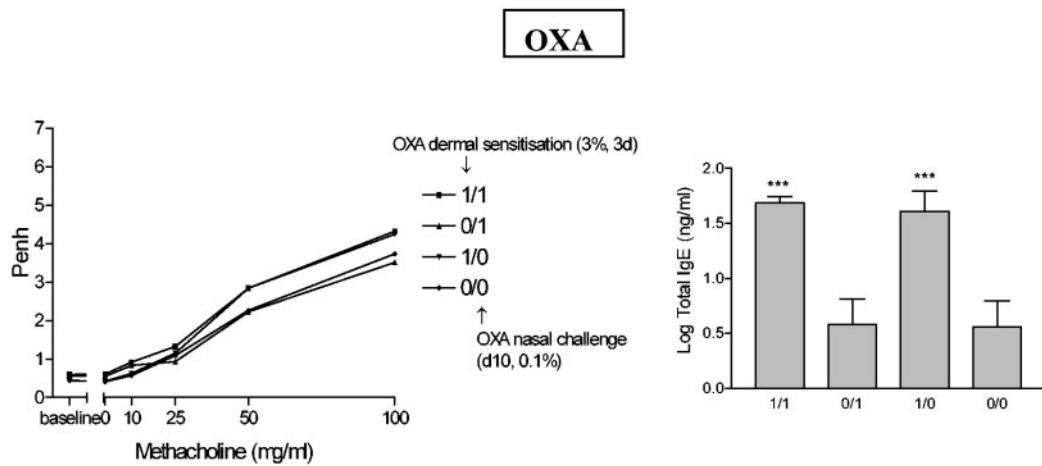 OXA
7
6
5
4
3
2
1
0
Penh
baseline0 10 25 50 100
Methacholine (mg/ml)
OXA dermal sensitisation (3%, 3d)
↓
1/1
0/1
1/0
0/0
↑
OXA nasal challenge
(d10, 0.1%)
Log Total IgE (ng/ml)
2.0
1.5
1.0
0.5
0.0
*** ***
1/1 0/1 1/0 0/0